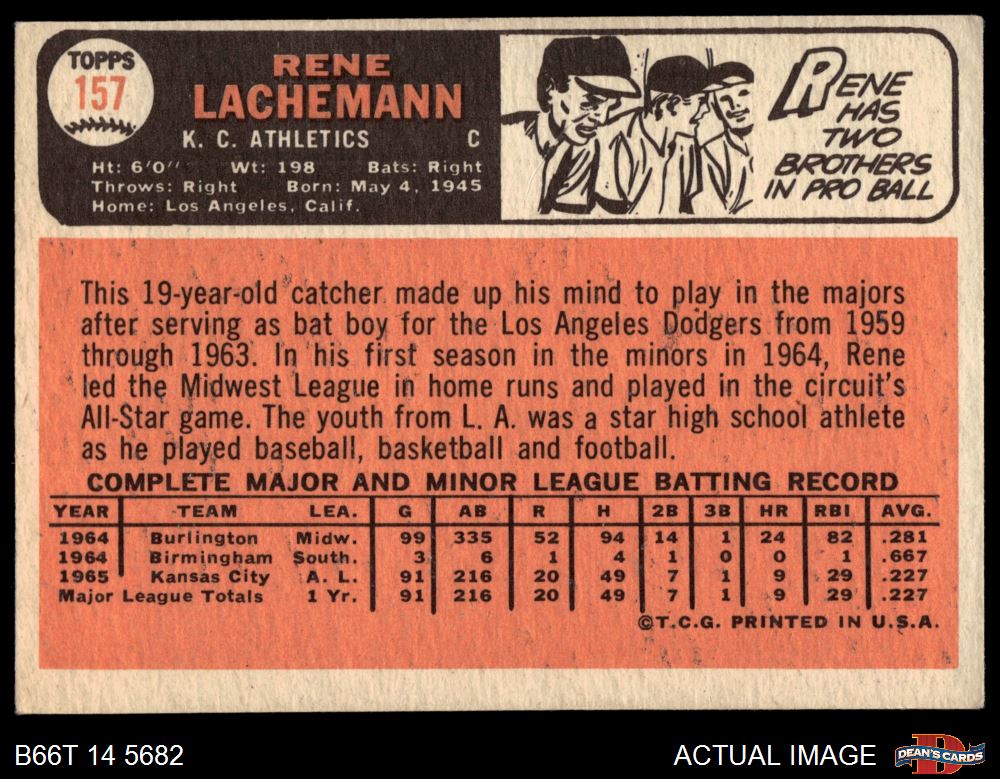 TOPPS
157
RENE
LACHEMANN
K. C. ATHLETICS C
Ht: 6'0" Wt: 198 Bats: Right
Throws: Right Born: May 4, 1945
Home: Los Angeles, Calif.
RENE
HAS
TWO
BROTHERS
IN PRO BALL
This 19-year-old catcher made up his mind to play in the majors
after serving as bat boy for the Los Angeles Dodgers from 1959
through 1963. In his first season in the minors in 1964, Rene
led the Midwest League in home runs and played in the circuit's
All-Star game. The youth from L. A. was a star high school athlete
as he played baseball, basketball and football.
COMPLETE MAJOR AND MINOR LEAGUE BATTING RECORD
YEAR TEAM LEA. G AB R H 2B 3B HR RBI AVG.
1964 Burlington Midw. 99 335 52 94 14 1 24 82 .281
1964 Birmingham South. 3 6 1 4 1 0 0 1 .667
1965 Kansas City A. L. 91 216 20 49 7 1 9 29 .227
Major League Totals 1 Yr. 91 216 20 49 7 1 9 29 .227
©T.C.G. PRINTED IN U.S.A.
B66T 14 5682
ACTUAL IMAGE
DEAN'S CARDS